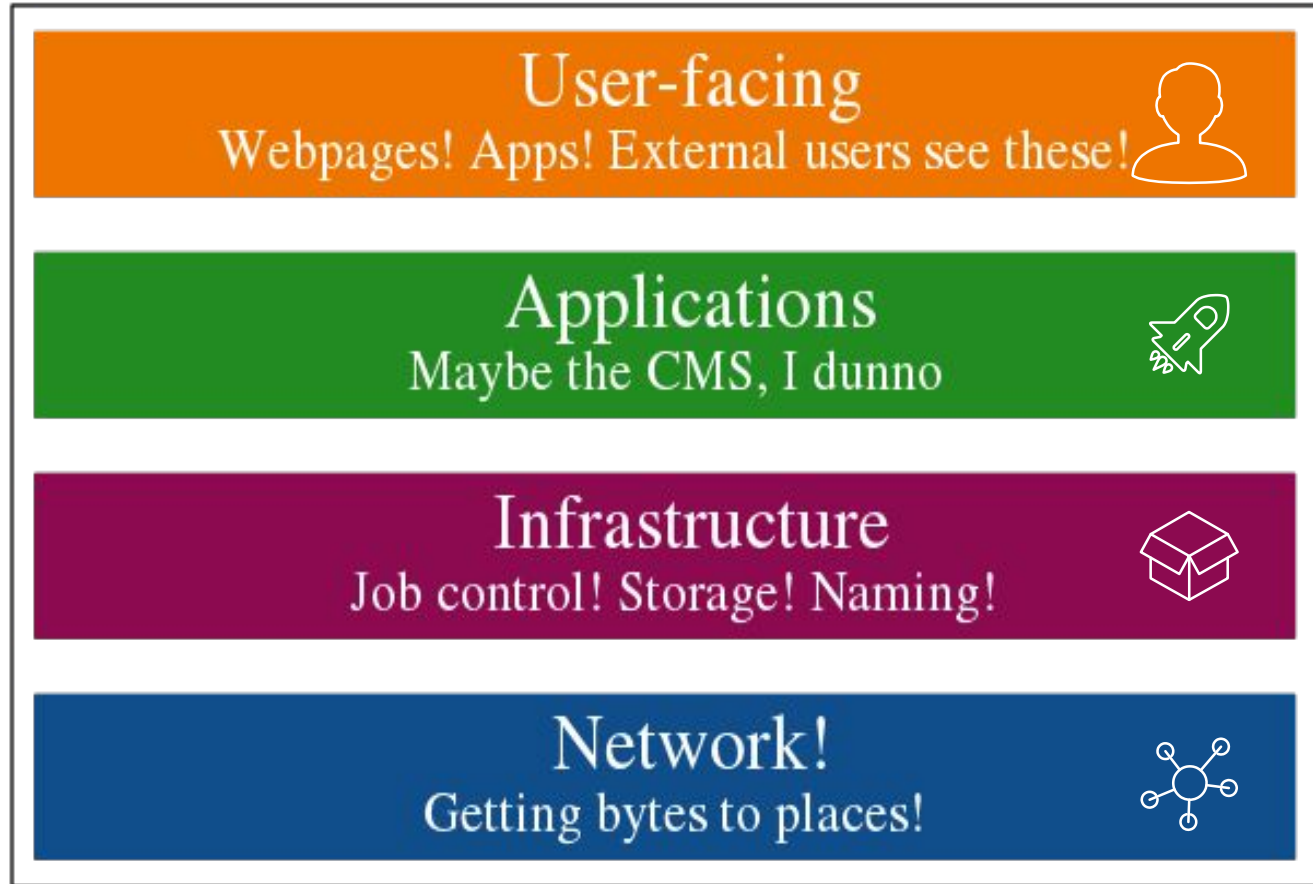 User-facing
Webpages! Apps! External users see these!
Applications
Maybe the CMS, I dunno
Infrastructure
Job control! Storage! Naming!
Network!
Getting bytes to places!